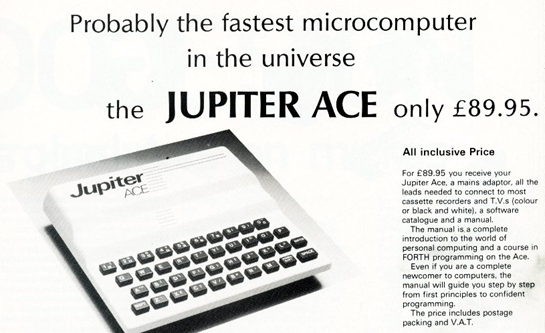 Probably the fastest microcomputer
in the universe
the JUPITER ACE only £89.95.
Jupiter
ACE
All inclusive Price
For £89.95 you receive your
Jupiter Ace, a mains adaptor, all the
leads needed to connect to most
cassette recorders and T.V.s (colour
or black and white), a software
catalogue and a manual.
The manual is a complete
introduction to the world of
personal computing and a course in
FORTH programming on the Ace.
Even if you are a complete
newcomer to computers, the
manual will guide you step by step
from first principles to confident
programming.
The price includes postage
packing and V.A.T.